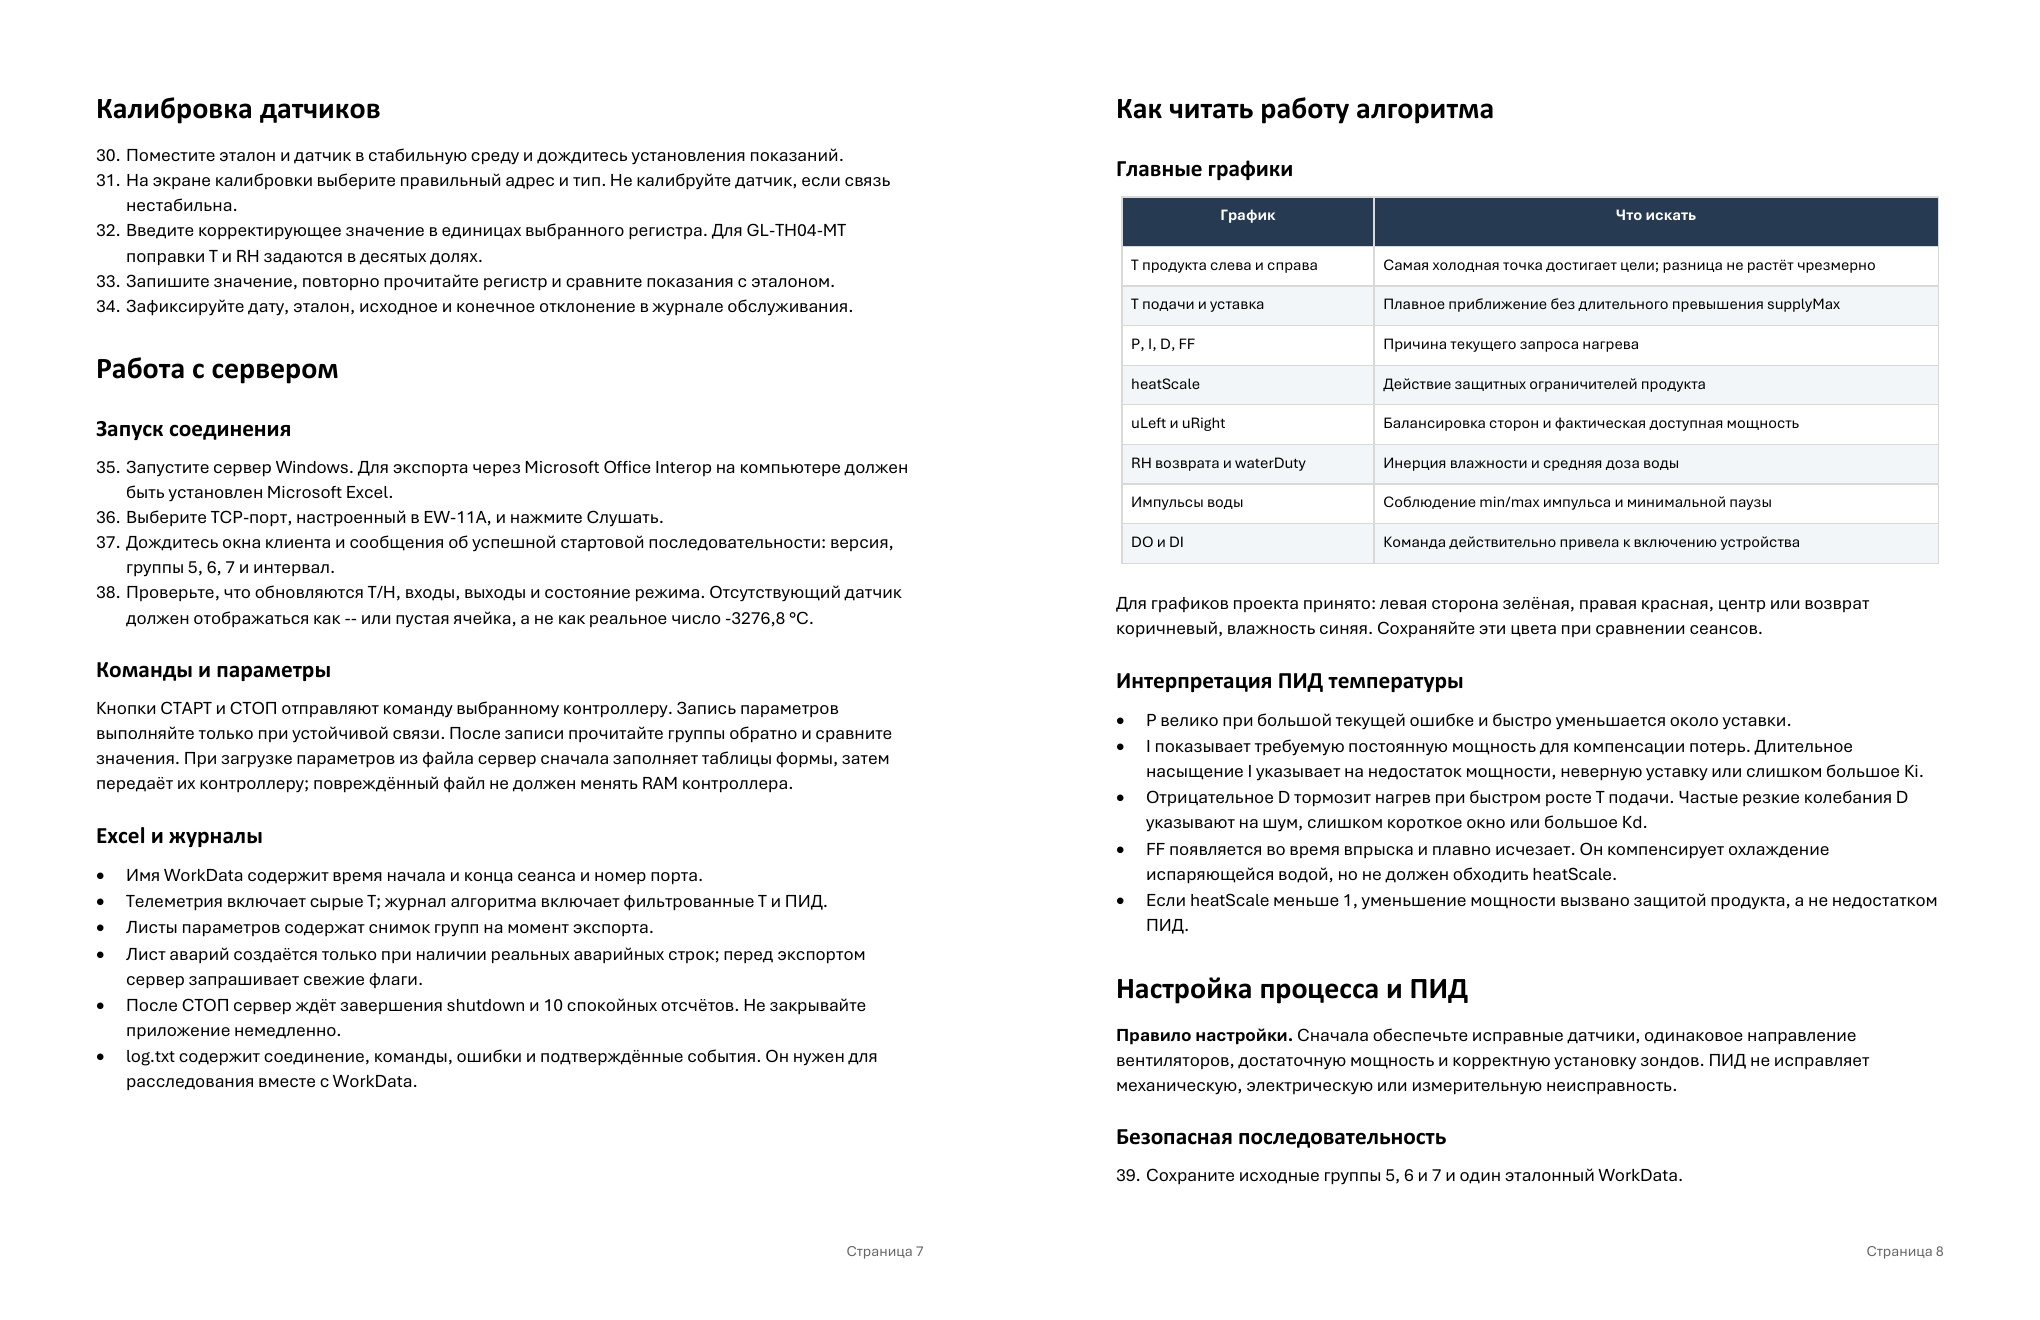 Калибровка датчиков
30. Поместите эталон и датчик в стабильную среду и дождитесь установления показаний.
31. На экране калибровки выберите правильный адрес и тип. Не калибруйте датчик, если связь
нестабильна.
32. Введите корректирующее значение в единицах выбранного регистра. Для GL-TH04-MT
поправки T и RH задаются в десятых долях.
33. Запишите значение, повторно прочитайте регистр и сравните показания с эталоном.
34. Зафиксируйте дату, эталон, исходное и конечное отклонение в журнале обслуживания.
Работа с сервером
Запуск соединения
35. Запустите сервер Windows. Для экспорта через Microsoft Office Interop на компьютере должен
быть установлен Microsoft Excel.
36. Выберите TCP-порт, настроенный в EW-11A, и нажмите Слушать.
37. Дождитесь окна клиента и сообщения об успешной стартовой последовательности: версия,
группы 5, 6, 7 и интервал.
38. Проверьте, что обновляются T/H, входы, выходы и состояние режима. Отсутствующий датчик
должен отображаться как -- или пустая ячейка, а не как реальное число -3276,8 °C.
Команды и параметры
Кнопки СТАРТ и СТОП отправляют команду выбранному контроллеру. Запись параметров
выполняйте только при устойчивой связи. После записи прочитайте группы обратно и сравните
значения. При загрузке параметров из файла сервер сначала заполняет таблицы формы, затем
передаёт их контроллеру; повреждённый файл не должен менять RAM контроллера.
Excel и журналы
• Имя WorkData содержит время начала и конца сеанса и номер порта.
• Телеметрия включает сырые T; журнал алгоритма включает фильтрованные T и ПИД.
• Листы параметров содержат снимок групп на момент экспорта.
• Лист аварий создаётся только при наличии реальных аварийных строк; перед экспортом
сервер запрашивает свежие флаги.
• После СТОП сервер ждёт завершения shutdown и 10 спокойных отсчётов. Не закрывайте
приложение немедленно.
• log.txt содержит соединение, команды, ошибки и подтверждённые события. Он нужен для
расследования вместе с WorkData.
Страница 7
Как читать работу алгоритма
Главные графики
График Что искать
T продукта слева и справа Самая холодная точка достигает цели; разница не растёт чрезмерно
T подачи и уставка Плавное приближение без длительного превышения supplyMax
P, I, D, FF Причина текущего запроса нагрева
heatScale Действие защитных ограничителей продукта
uLeft и uRight Балансировка сторон и фактическая доступная мощность
RH возврата и waterDuty Инерция влажности и средняя доза воды
Импульсы воды Соблюдение min/max импульса и минимальной паузы
DO и DI Команда действительно привела к включению устройства
Для графиков проекта принято: левая сторона зелёная, правая красная, центр или возврат
коричневый, влажность синяя. Сохраняйте эти цвета при сравнении сеансов.
Интерпретация ПИД температуры
• P велико при большой текущей ошибке и быстро уменьшается около уставки.
• I показывает требуемую постоянную мощность для компенсации потерь. Длительное
насыщение I указывает на недостаток мощности, неверную уставку или слишком большое Ki.
• Отрицательное D тормозит нагрев при быстром росте T подачи. Частые резкие колебания D
указывают на шум, слишком короткое окно или большое Kd.
• FF появляется во время впрыска и плавно исчезает. Он компенсирует охлаждение
испаряющейся водой, но не должен обходить heatScale.
• Если heatScale меньше 1, уменьшение мощности вызвано защитой продукта, а не недостатком
ПИД.
Настройка процесса и ПИД
Правило настройки. Сначала обеспечьте исправные датчики, одинаковое направление
вентиляторов, достаточную мощность и корректную установку зондов. ПИД не исправляет
механическую, электрическую или измерительную неисправность.
Безопасная последовательность
39. Сохраните исходные группы 5, 6 и 7 и один эталонный WorkData.
Страница 8